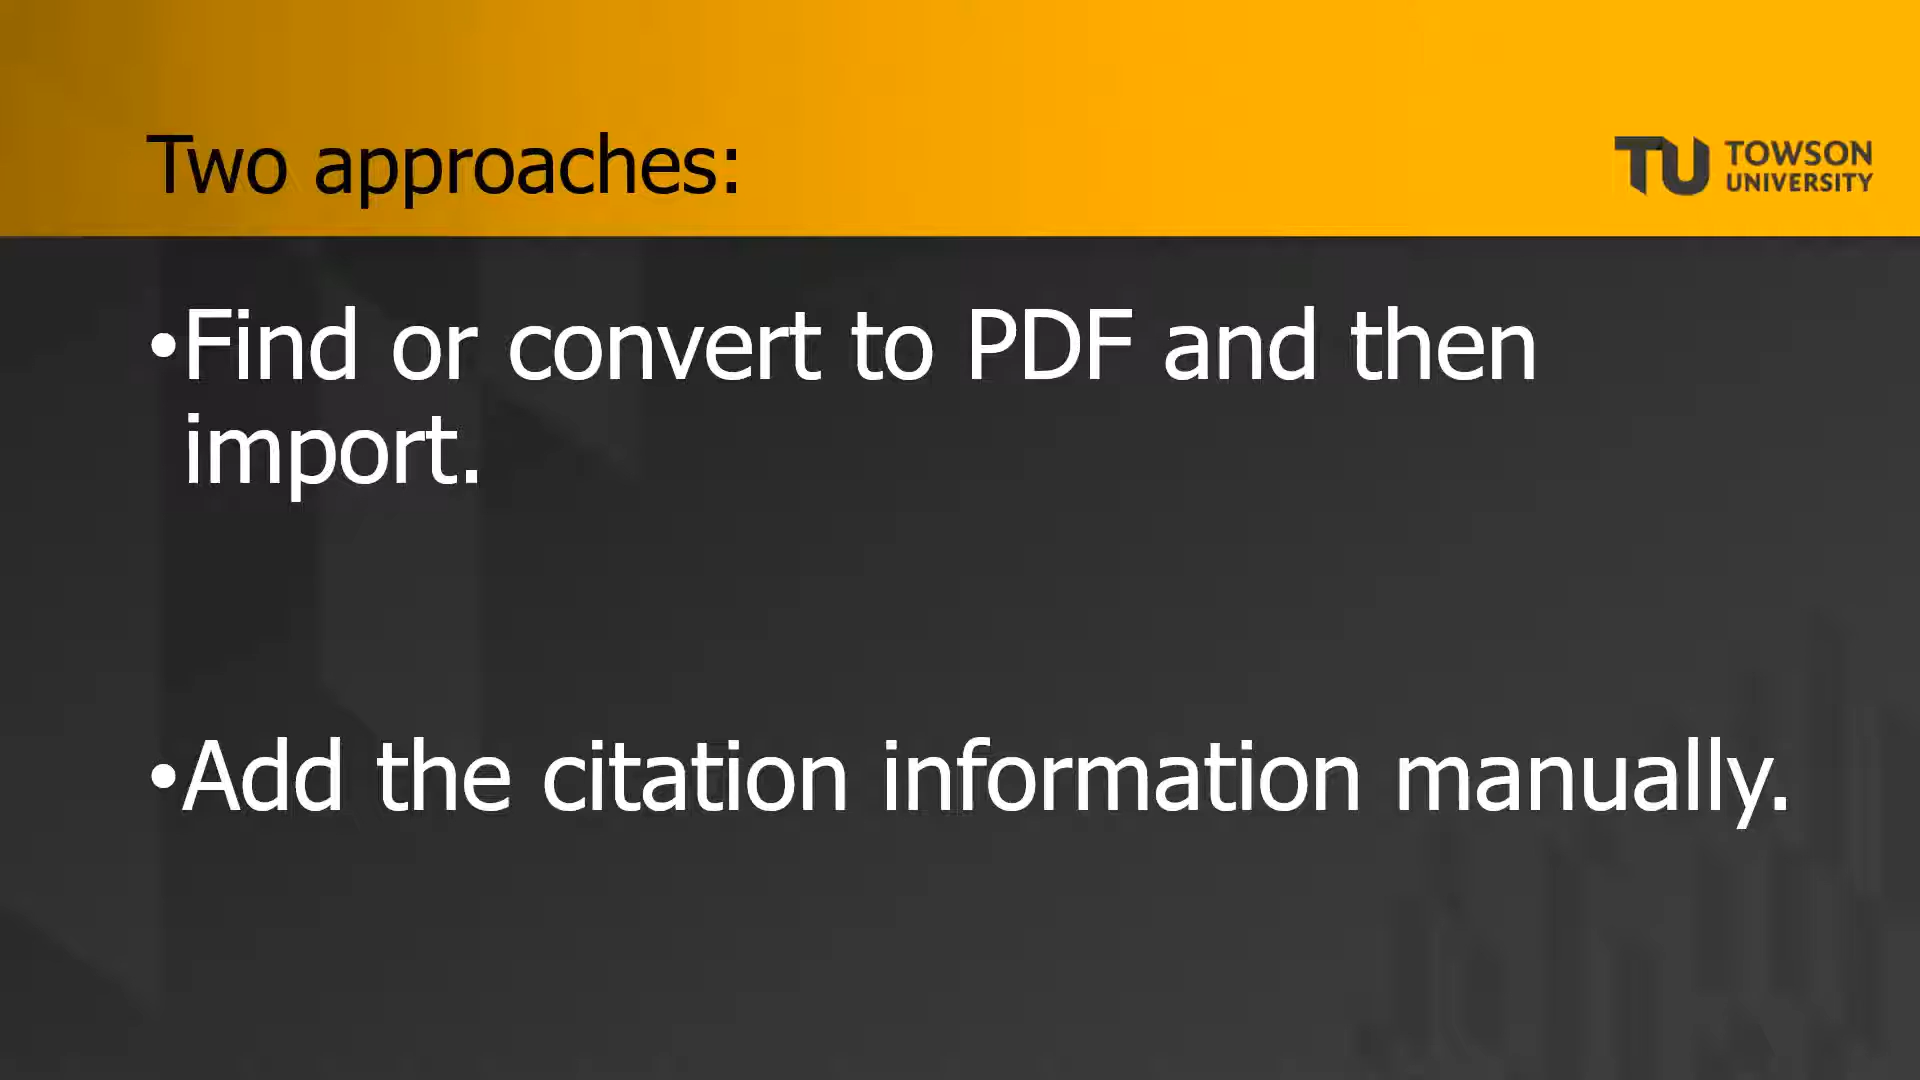 Two approaches:
TU TOWSON
UNIVERSITY
•Find or convert to PDF and then
import.
•Add the citation information manually.